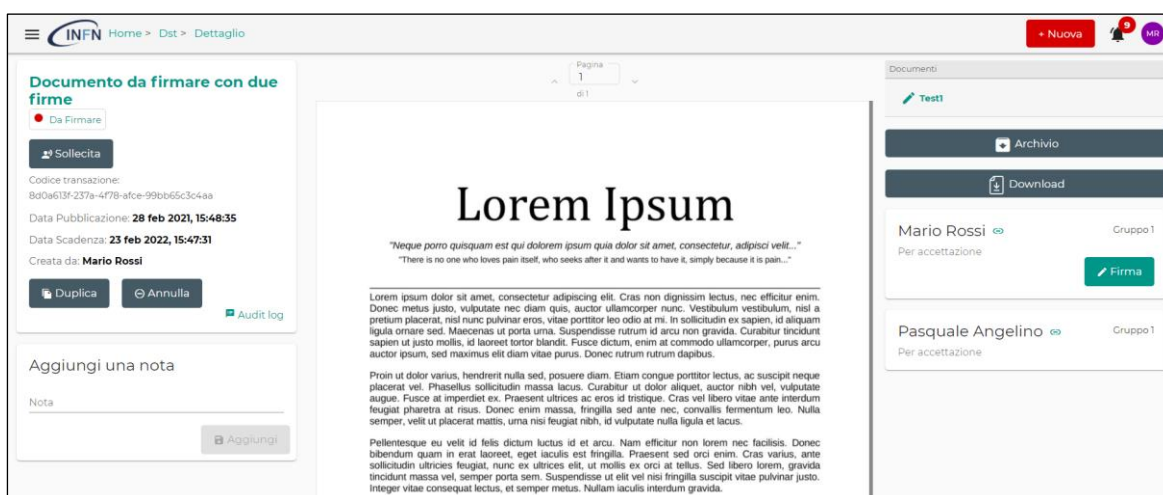 INFN Home > Dst > Dettaglio
+ Nuova
9
MR
Documento da firmare con due
firme
Da Firmare
Sollecita
Codice transazione:
8d0a613f-237a-4f78-afce-99bb65c3c4aa
Data Pubblicazione: 28 feb 2021, 15:48:35
Data Scadenza: 23 feb 2022, 15:47:31
Creata da: Mario Rossi
Duplica
Annulla
Audit log
Aggiungi una nota
Nota
Aggiungi
Pagina
1
di 1
Lorem Ipsum
"Neque porro quisquam est qui dolorem ipsum quia dolor sit amet, consectetur, adipisci velit..."
"There is no one who loves pain itself, who seeks after it and wants to have it, simply because it is pain..."
Lorem ipsum dolor sit amet, consectetur adipiscing elit. Cras non dignissim lectus, nec efficitur enim.
Donec metus justo, vulputate nec diam quis, auctor ullamcorper nunc. Vestibulum vestibulum, nisl a
pretium placerat, nisl nunc pulvinar eros, vitae porttitor leo odio at mi. In sollicitudin ex sapien, id aliquam
ligula ornare sed. Maecenas ut porta urna. Suspendisse rutrum id arcu non gravida. Curabitur tincidunt
sapien ut justo mollis, id laoreet tortor blandit. Fusce dictum, enim at commodo ullamcorper, purus arcu
auctor ipsum, sed maximus elit diam vitae purus. Donec rutrum rutrum dapibus.
Proin ut dolor varius, hendrerit nulla sed, posuere diam. Etiam congue porttitor lectus, ac suscipit neque
placerat vel. Phasellus sollicitudin massa lacus. Curabitur ut dolor aliquet, auctor nibh vel, vulputate
augue. Fusce at imperdiet ex. Praesent ultrices ac eros id tristique. Cras vel libero vitae ante interdum
feugiat pharetra at risus. Donec enim massa, fringilla sed ante nec, convallis fermentum leo. Nulla
semper, velit ut placerat mattis, urna nisi feugiat nibh, id vulputate nulla ligula et lacus.
Pellentesque eu velit id felis dictum luctus id et arcu. Nam efficitur non lorem nec facilisis. Donec
bibendum quam in erat laoreet, eget iaculis est fringilla. Praesent sed orci enim. Cras varius, ante
sollicitudin ultricies feugiat, nunc ex ultrices elit, ut mollis ex orci at tellus. Sed libero lorem, gravida
tincidunt massa vel, semper porta sem. Suspendisse ut elit vel nisi fringilla suscipit vitae pulvinar justo.
Integer vitae consequat lectus, et semper metus. Nullam iaculis interdum gravida.
Documenti
Test1
Archivio
Download
Mario Rossi
Gruppo 1
Per accettazione
Firma
Pasquale Angelino
Gruppo 1
Per accettazione